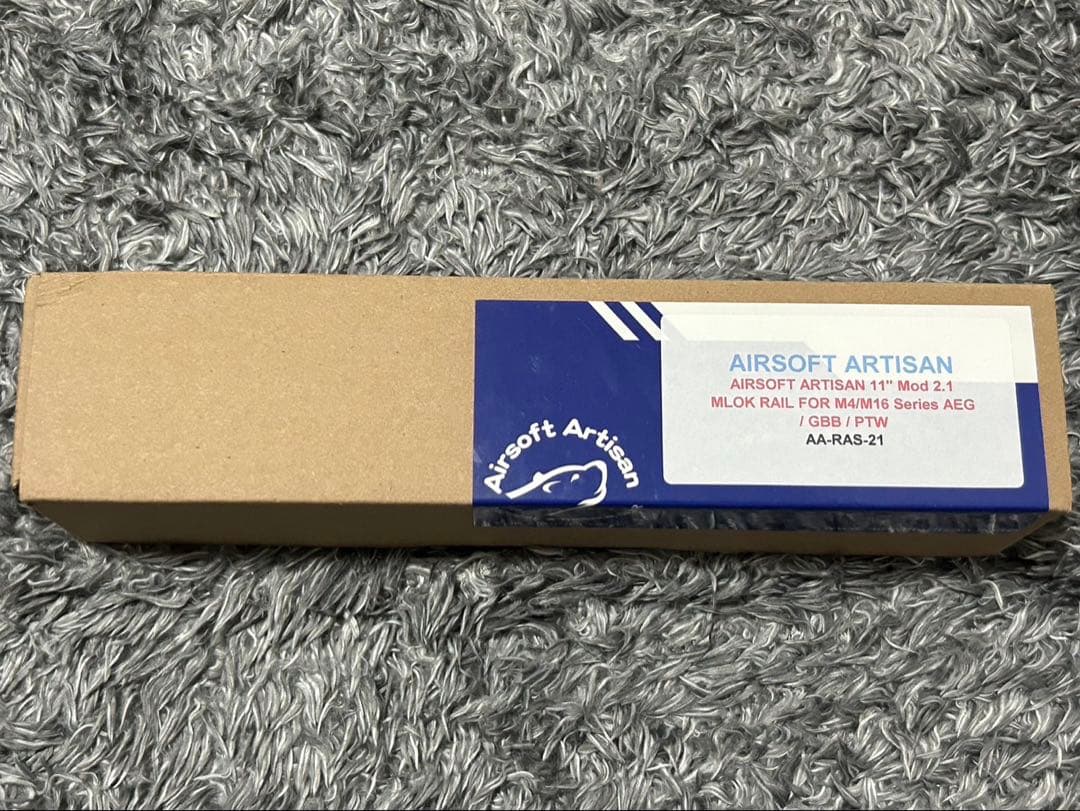 Airsoft Artisan
AIRSOFT ARTISAN
AIRSOFT ARTISAN 11" Mod 2.1
MLOK RAIL FOR M4/M16 Series AEG
/ GBB / PTW
AA-RAS-21